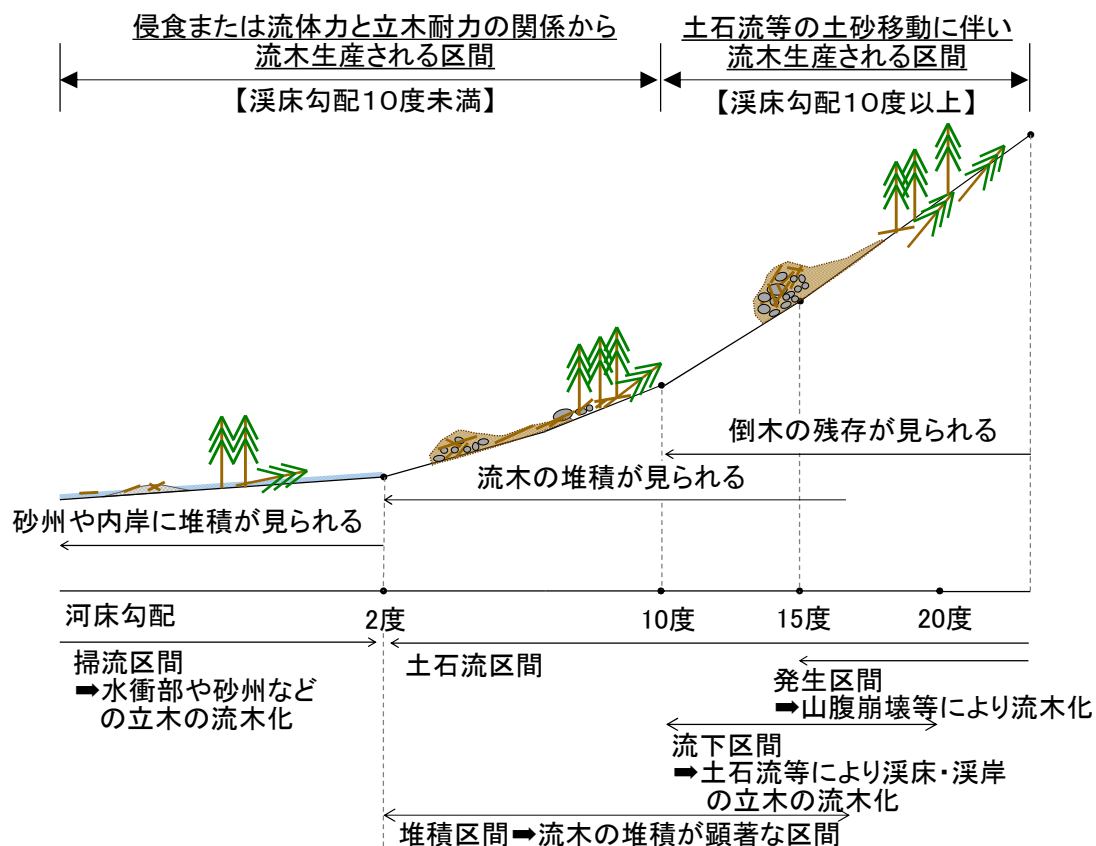 侵食または流体力と立木耐力の関係から
流木生産される区間
【渓床勾配１０度未満】
土石流等の土砂移動に伴い
流木生産される区間
【渓床勾配１０度以上】
倒木の残存が見られる
流木の堆積が見られる
砂州や内岸に堆積が見られる
河床勾配
2度
10度
15度
20度
掃流区間
➡水衝部や砂州など
の立木の流木化
土石流区間
発生区間
➡山腹崩壊等により流木化
流下区間
➡土石流等により渓床・渓岸
の立木の流木化
堆積区間➡流木の堆積が顕著な区間